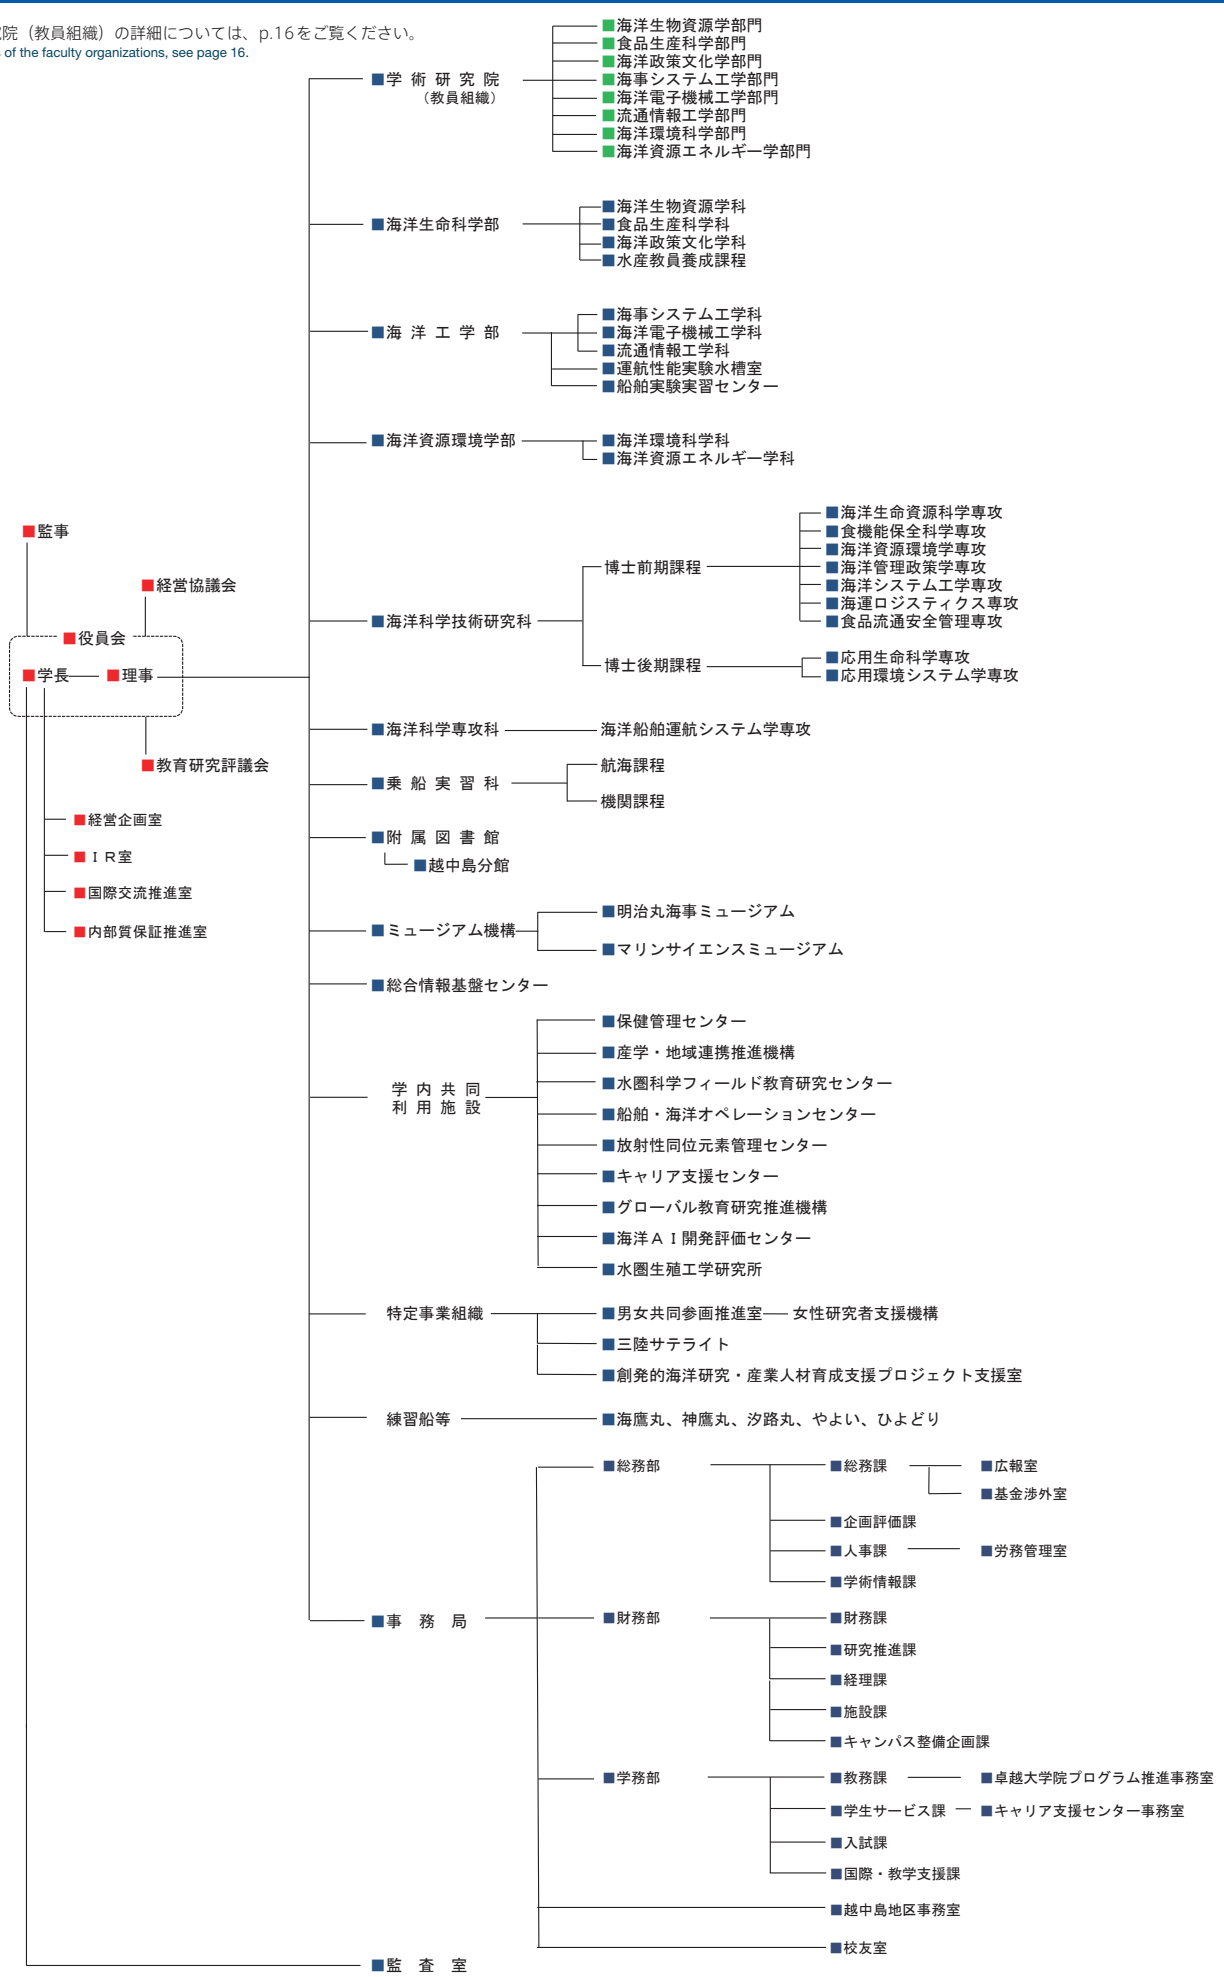 院（教員組織）の詳細については、p.16をご覧ください。
of the faculty organizations, see page 16.
■学術研究院
（教員組織）
■海洋生物資源学部門
■食品生産科学部門
■海洋政策文化学部門
■海事システム工学部門
■海洋電子機械工学部門
■流通情報工学部門
■海洋環境科学部門
■海洋資源エネルギー学部門
■海洋生命科学部
■海洋生物資源学科
■食品生産科学科
■海洋政策文化学科
■水産教員養成課程
■海洋工学部
■海事システム工学科
■海洋電子機械工学科
■流通情報工学科
■運航性能実験水槽室
■船舶実験実習センター
■海洋資源環境学部
■海洋環境科学科
■海洋資源エネルギー学科
■監事
■経営協議会
■役員会
■学長
■理事
■教育研究評議会
■経営企画室
■ＩＲ室
■国際交流推進室
■内部質保証推進室
■海洋科学技術研究科
博士前期課程
■海洋生命資源科学専攻
■食機能保全科学専攻
■海洋資源環境学専攻
■海洋管理政策学専攻
■海洋システム工学専攻
■海運ロジスティクス専攻
■食品流通安全管理専攻
博士後期課程
■応用生命科学専攻
■応用環境システム学専攻
■海洋科学専攻科
海洋船舶運航システム学専攻
■乗船実習科
航海課程
機関課程
■附属図書館
■越中島分館
■ミュージアム機構
■明治丸海事ミュージアム
■マリンサイエンスミュージアム
■総合情報基盤センター
学内共同
利用施設
■保健管理センター
■産学・地域連携推進機構
■水圏科学フィールド教育研究センター
■船舶・海洋オペレーションセンター
■放射性同位元素管理センター
■キャリア支援センター
■グローバル教育研究推進機構
■海洋ＡＩ開発評価センター
■水圏生殖工学研究所
特定事業組織
■男女共同参画推進室
女性研究者支援機構
■三陸サテライト
■創発的海洋研究・産業人材育成支援プロジェクト支援室
練習船等
■海鷹丸、神鷹丸、汐路丸、やよい、ひよどり
■事務局
■総務部
■総務課
■広報室
■基金渉外室
■企画評価課
■人事課
■労務管理室
■学術情報課
■財務部
■財務課
■研究推進課
■経理課
■施設課
■キャンパス整備企画課
■学務部
■教務課
■卓越大学院プログラム推進事務室
■学生サービス課
■キャリア支援センター事務室
■入試課
■国際・教学支援課
■越中島地区事務室
■校友室
■監査室